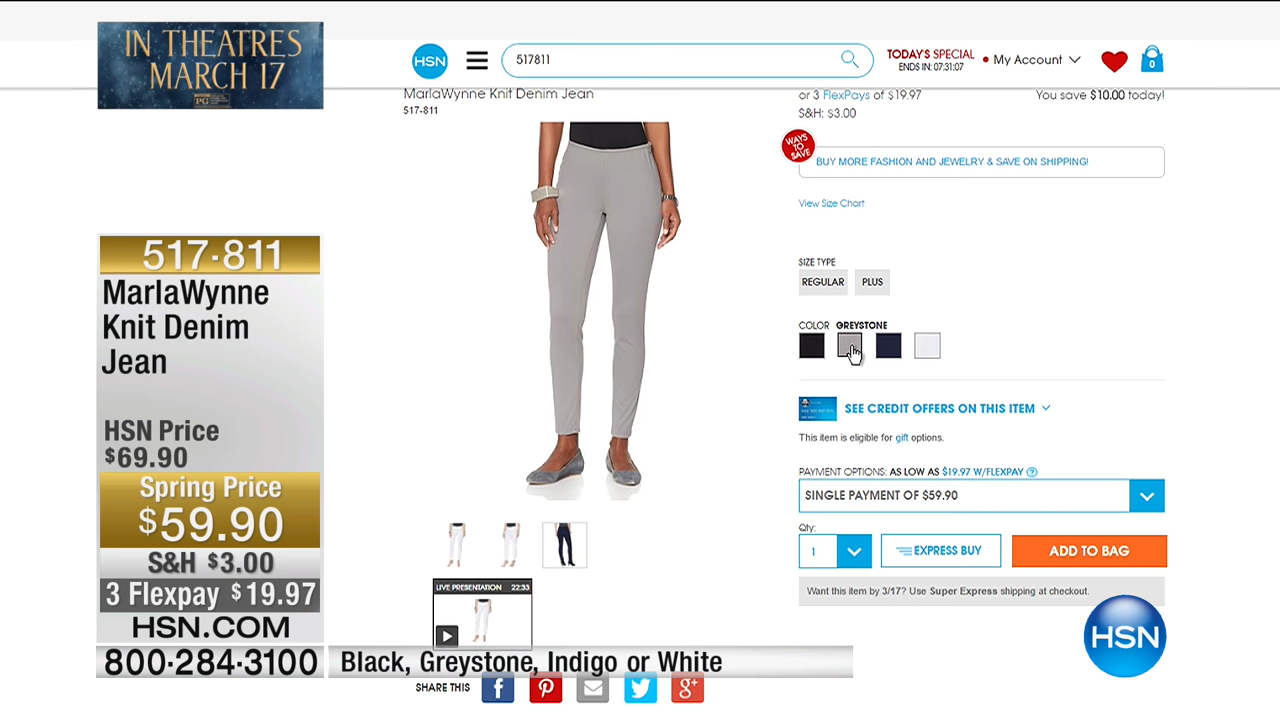 IN THEATRES
MARCH 17
PG
HSN
517811
TODAY'S SPECIAL
ENDS IN: 07:31:07
My Account
0
MarlaWynne Knit Denim Jean
517-811
or 3 FlexPays of $19.97
You save $10.00 today!
S&H: $3.00
WAYS
TO
SAVE
BUY MORE FASHION AND JEWELRY & SAVE ON SHIPPING!
View Size Chart
SIZE TYPE
REGULAR
PLUS
COLOR GREYSTONE
SEE CREDIT OFFERS ON THIS ITEM
This item is eligible for gift options.
PAYMENT OPTIONS: AS LOW AS $19.97 W/FLEXPAY ?
SINGLE PAYMENT OF $59.90
Qty:
1
EXPRESS BUY
ADD TO BAG
Want this item by 3/17? Use Super Express shipping at checkout.
517·811
MarlaWynne
Knit Denim
Jean
HSN Price
$69.90
Spring Price
$59.90
S&H $3.00
3 Flexpay $19.97
HSN.COM
800·284·3100
LIVE PRESENTATION 22:33
Black, Greystone, Indigo or White
HSN
SHARE THIS
f
g+